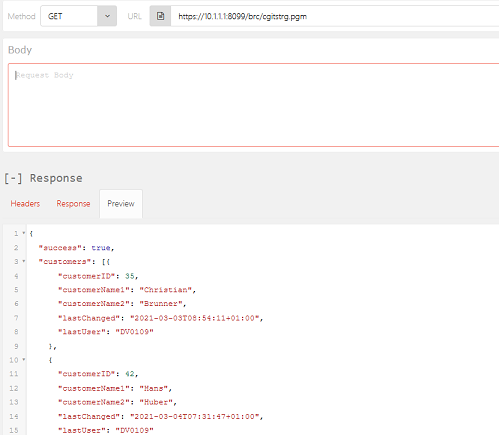 Method GET URL https://10.1.1.1:8099/brc/cgitstrg.pgm
Body
Request Body
[-] Response
Headers Response Preview
1 {
2 "success": true,
3 "customers": [{
4 "customerID": 35,
5 "customerName1": "Christian",
6 "customerName2": "Brunner",
7 "lastChanged": "2021-03-03T08:54:11+01:00",
8 "lastUser": "DV0109"
9 },
10 {
11 "customerID": 42,
12 "customerName1": "Hans",
13 "customerName2": "Huber",
14 "lastChanged": "2021-03-04T07:31:47+01:00",
15 "lastUser": "DV0109"